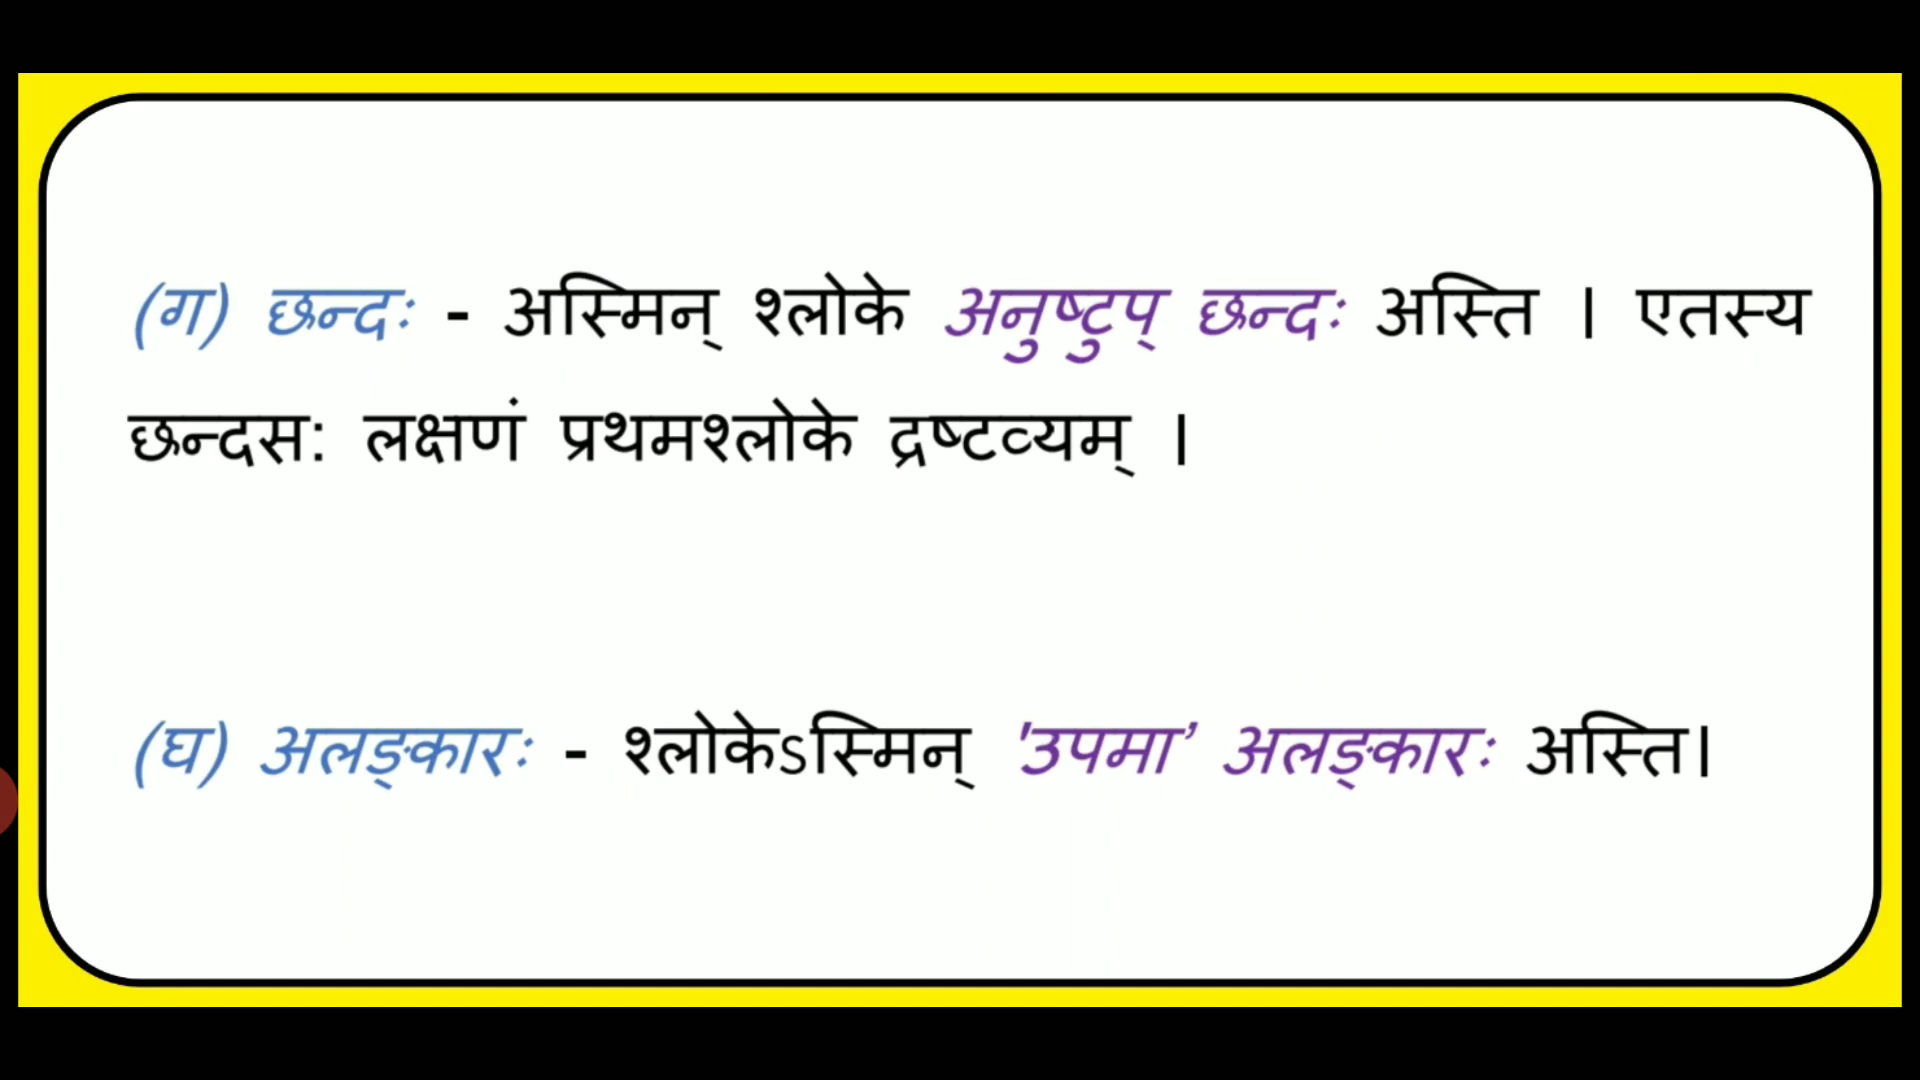 (ग) छन्दः - अस्मिन् श्लोके अनुष्टुप् छन्दः अस्ति । एतस्य
छन्दस: लक्षणं प्रथमश्लोके द्रष्टव्यम् ।
(घ) अलङ्कारः - श्लोकेऽस्मिन् 'उपमा’ अलङ्कारः अस्ति।